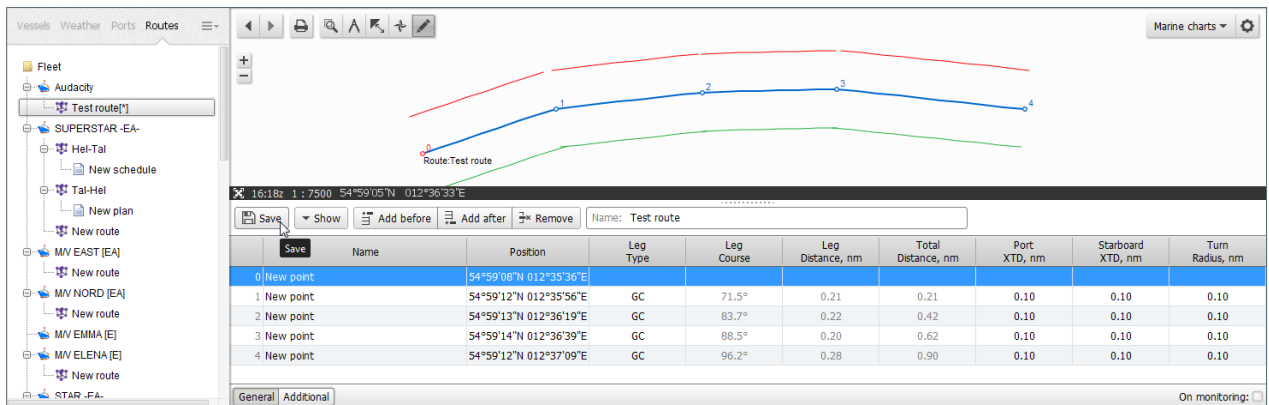 Vessels Weather Ports Routes
Marine charts
Fleet
Audacity
Test route[*]
SUPERSTAR -EA-
Hel-Tal
New schedule
Tal-Hel
New plan
New route
M/V EAST [EA]
New route
M/V NORD [EA]
New route
M/V EMMA [E]
M/V ELENA [E]
New route
STAR -EA-
0
1
2
3
4
Route:Test route
16:18z 1 : 7500 54°59'05"N 012°36'33"E
Save Show Add before Add after Remove Name: Test route
Save
Name Position Leg Type Leg Course Leg Distance, nm Total Distance, nm Port XTD, nm Starboard XTD, nm Turn Radius, nm
0 New point 54°59'08"N 012°35'36"E
1 New point 54°59'12"N 012°35'56"E GC 71.5° 0.21 0.21 0.10 0.10 0.10
2 New point 54°59'13"N 012°36'19"E GC 83.7° 0.22 0.42 0.10 0.10 0.10
3 New point 54°59'14"N 012°36'39"E GC 88.5° 0.20 0.62 0.10 0.10 0.10
4 New point 54°59'12"N 012°37'09"E GC 96.2° 0.28 0.90 0.10 0.10 0.10
General Additional On monitoring: